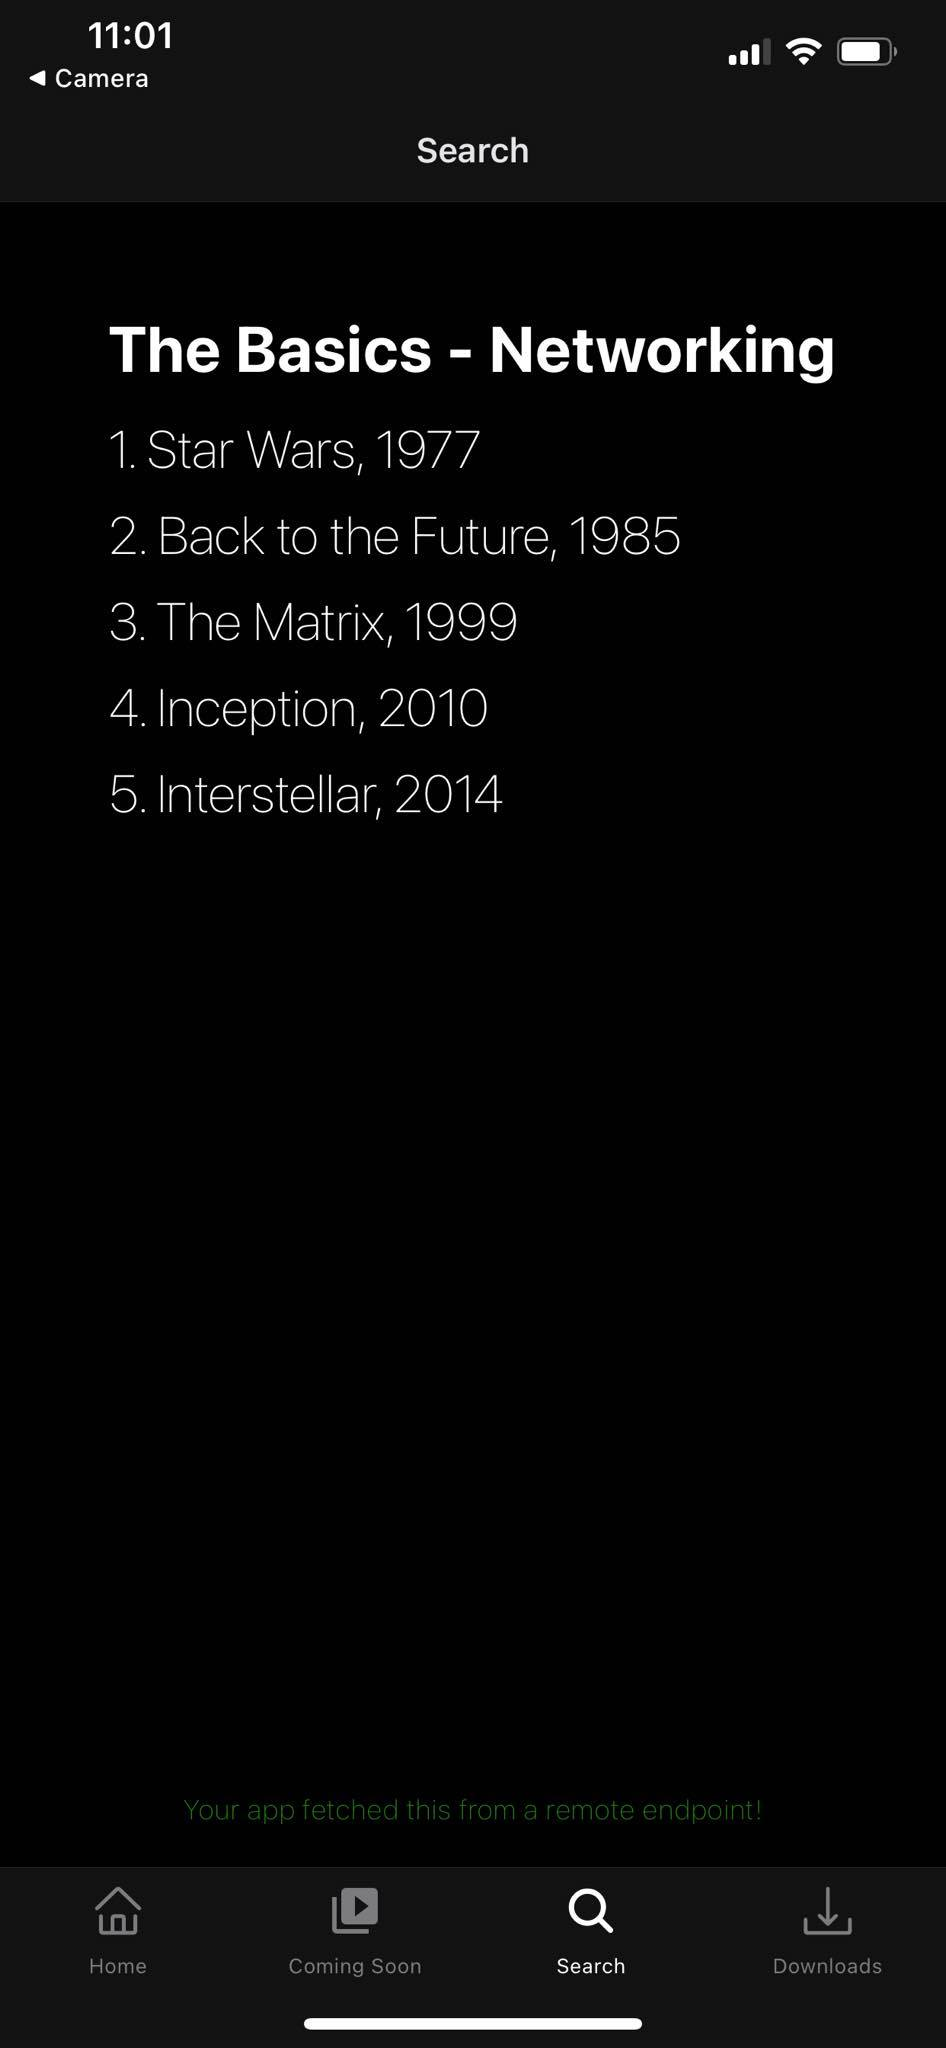 11:01
Camera
Search
The Basics - Networking
1. Star Wars, 1977
2. Back to the Future, 1985
3. The Matrix, 1999
4. Inception, 2010
5. Interstellar, 2014
Your app fetched this from a remote endpoint!
Home
Coming Soon
Search
Downloads